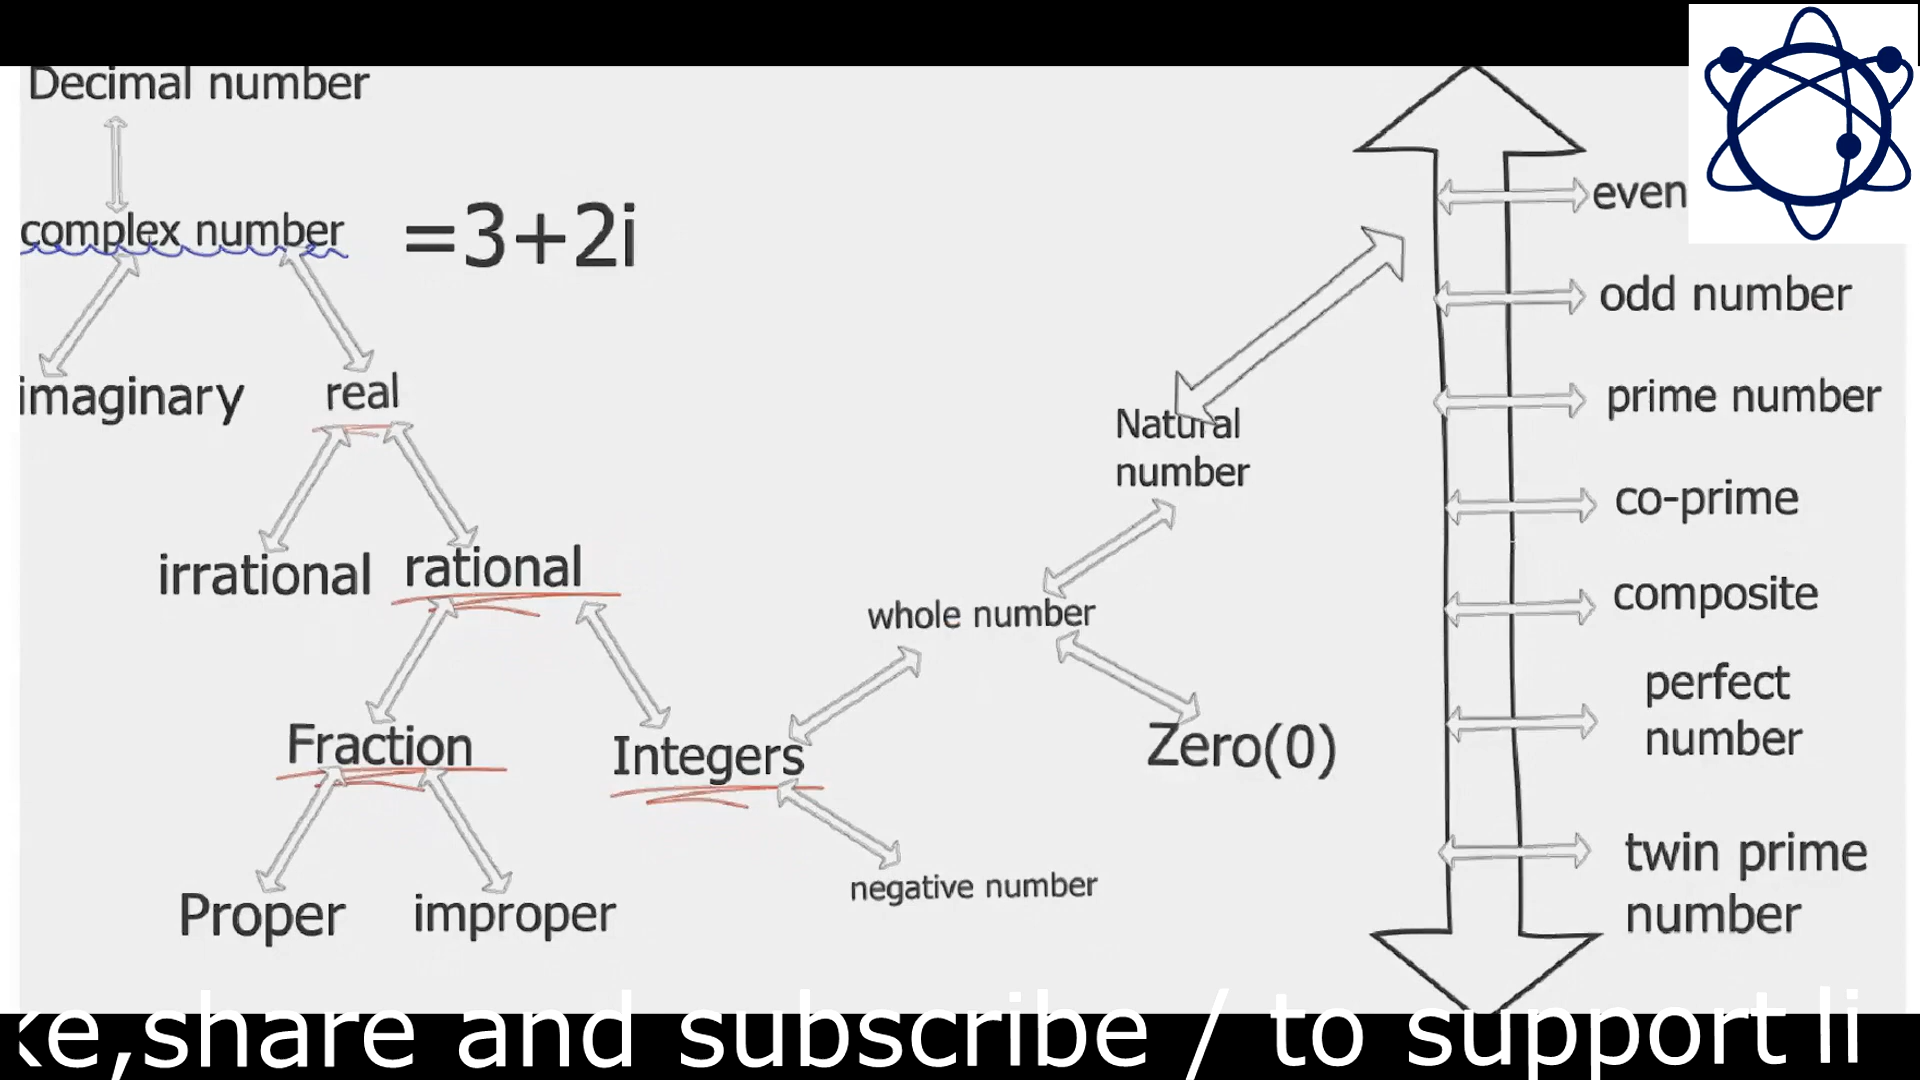 Decimal number
complex number
=3+2i
imaginary
real
irrational
rational
Fraction
Integers
Proper
improper
whole number
negative number
Natural
number
Zero(0)
even
odd number
prime number
co-prime
composite
perfect
number
twin prime
number
ke,share and subscribe / to support li